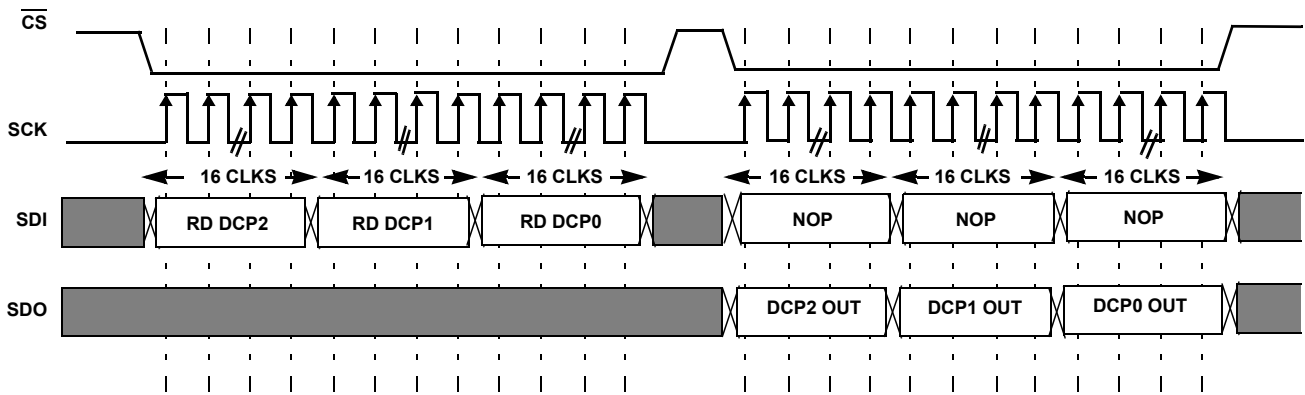 CS
SCK
16 CLKS 16 CLKS 16 CLKS 16 CLKS 16 CLKS 16 CLKS
SDI RD DCP2 RD DCP1 RD DCP0 NOP NOP NOP
SDO DCP2 OUT DCP1 OUT DCP0 OUT